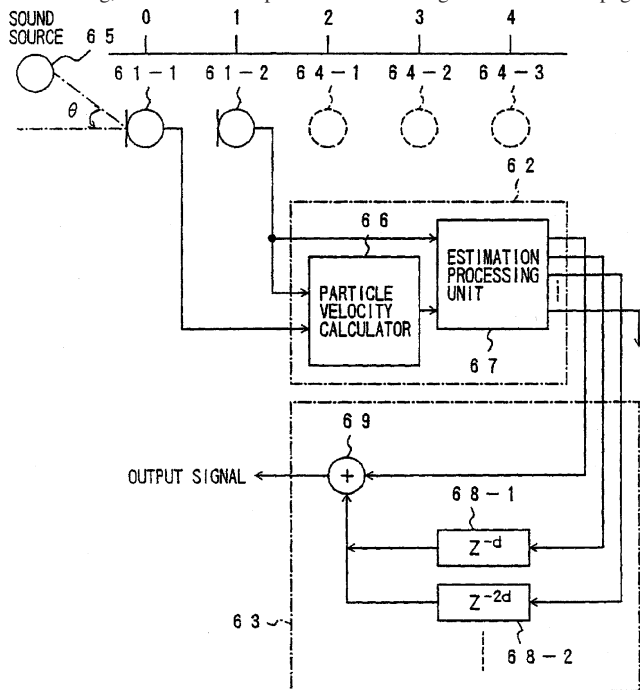 SOUND SOURCE
65
0 1 2 3 4
61-1 61-2 64-1 64-2 64-3
θ
62
66
PARTICLE VELOCITY CALCULATOR
ESTIMATION PROCESSING UNIT
67
69
OUTPUT SIGNAL
+
68-1
Z^-d
Z^-2d
63
68-2